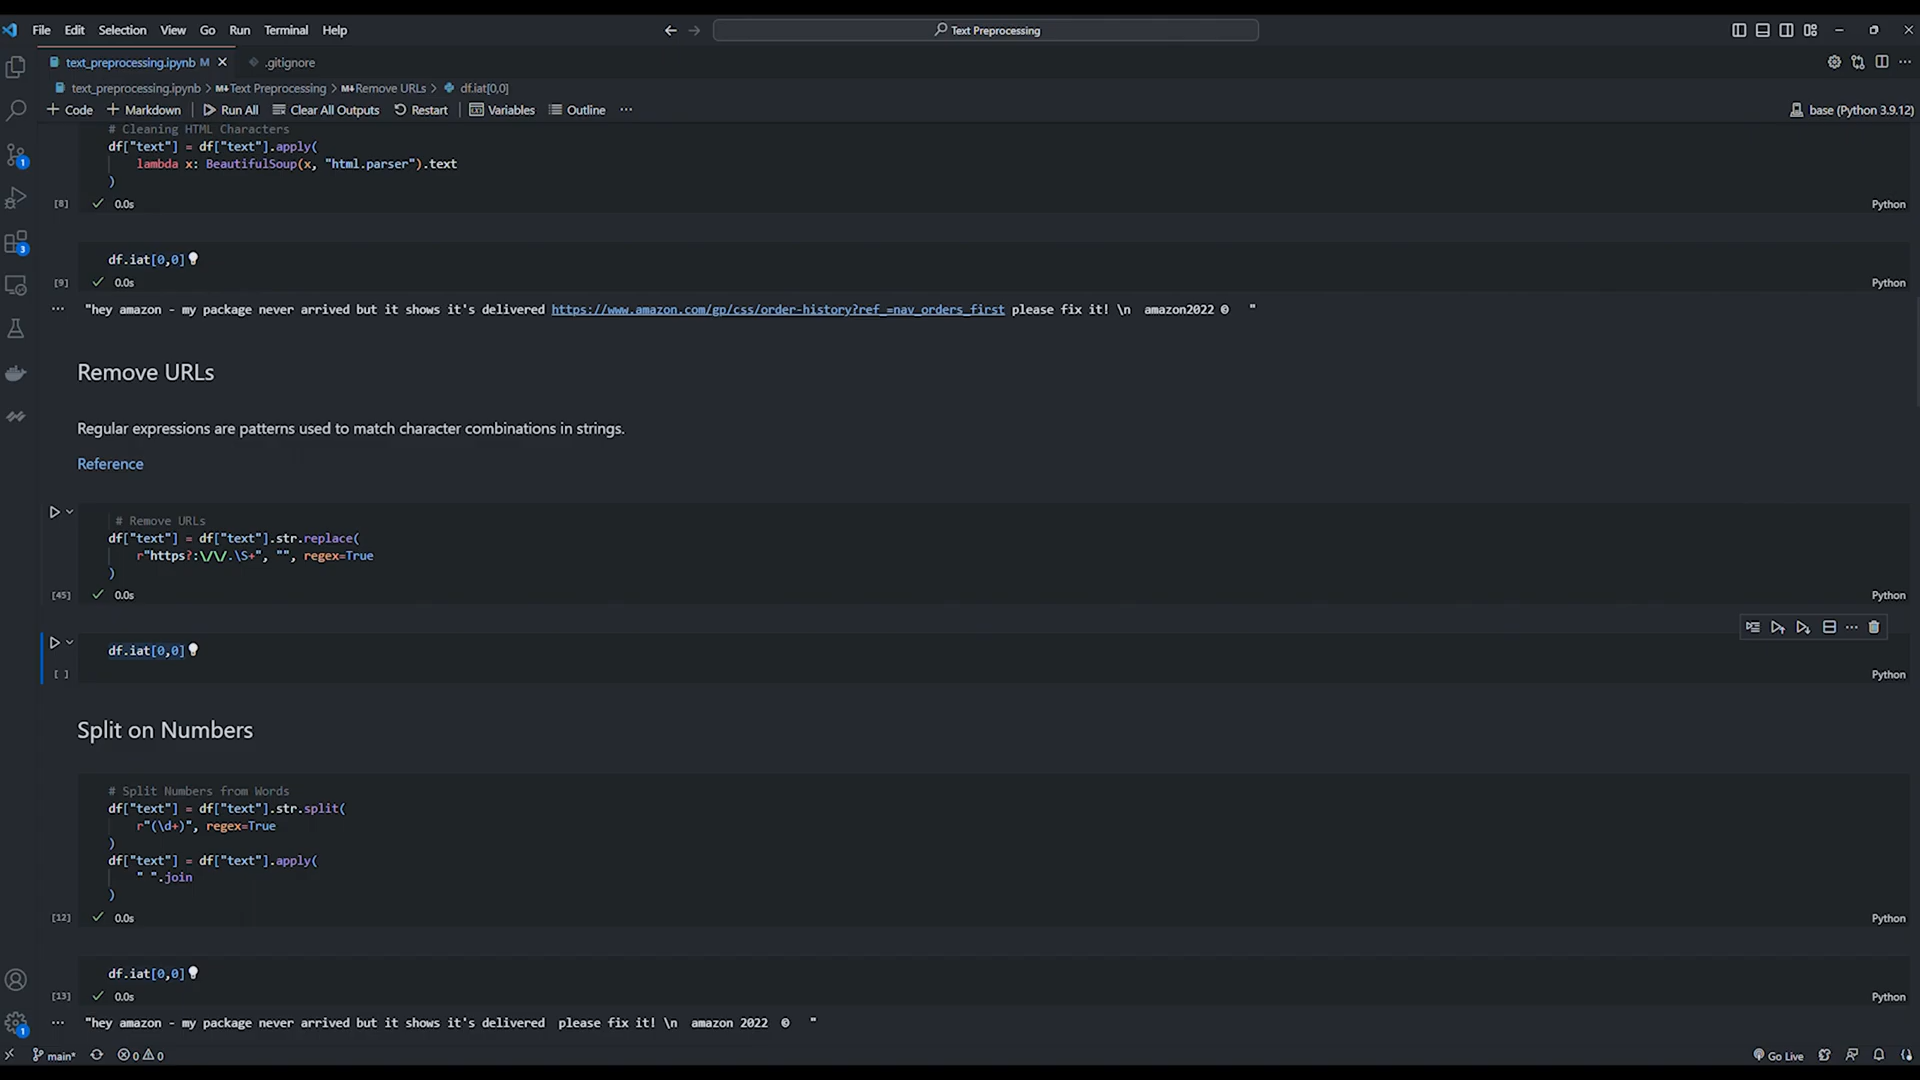 File Edit Selection View Go Run Terminal Help
Text Preprocessing
text_preprocessing.ipynb M
.gitignore
text_preprocessing.ipynb > M↓Text Preprocessing > M↓Remove URLs > df.iat[0,0]
+ Code + Markdown Run All Clear All Outputs Restart Variables Outline ...
base (Python 3.9.12)
# Cleaning HTML Characters
df["text"] = df["text"].apply(
lambda x: BeautifulSoup(x, "html.parser").text
)
[8] ✓ 0.0s Python
df.iat[0,0]
[9] ✓ 0.0s Python
... "hey amazon - my package never arrived but it shows it's delivered https://www.amazon.com/gp/css/order-history?ref_=nav_orders_first please fix it! \n  amazon2022 ©   "
Remove URLs
Regular expressions are patterns used to match character combinations in strings.
Reference
# Remove URLs
df["text"] = df["text"].str.replace(
r"https?:\/\/.\S+", "", regex=True
)
[45] ✓ 0.0s Python
df.iat[0,0]
[ ] Python
Split on Numbers
# Split Numbers from Words
df["text"] = df["text"].str.split(
r"(\d+)", regex=True
)
df["text"] = df["text"].apply(
" ".join
)
[12] ✓ 0.0s Python
df.iat[0,0]
[13] ✓ 0.0s Python
... "hey amazon - my package never arrived but it shows it's delivered  please fix it! \n  amazon 2022  ©   "
1
3
1
main* 0 0 Go Live